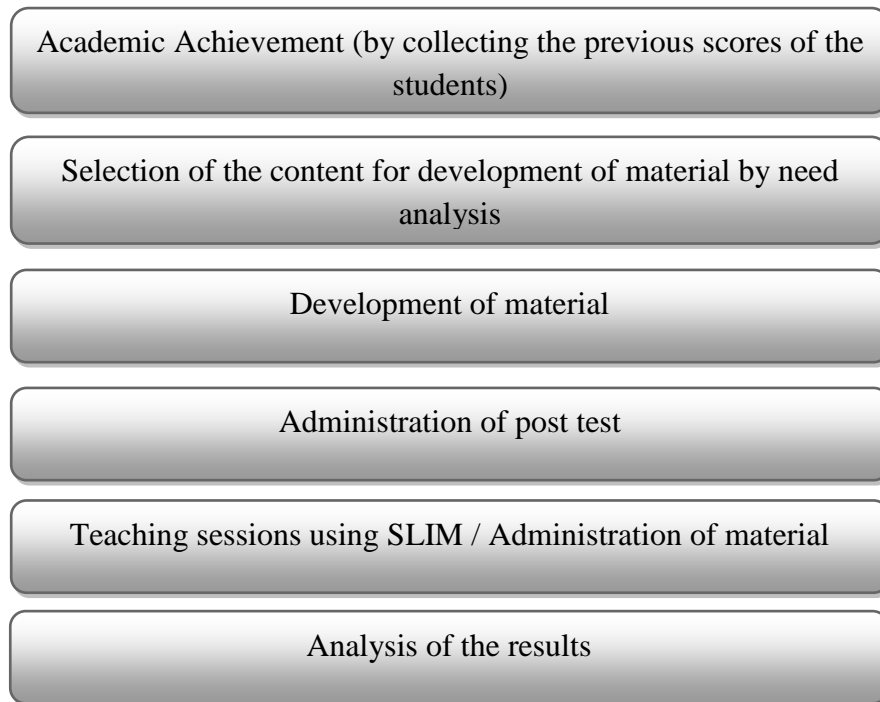 Academic Achievement (by collecting the previous scores of the
students)
Selection of the content for development of material by need
analysis
Development of material
Administration of post test
Teaching sessions using SLIM / Administration of material
Analysis of the results